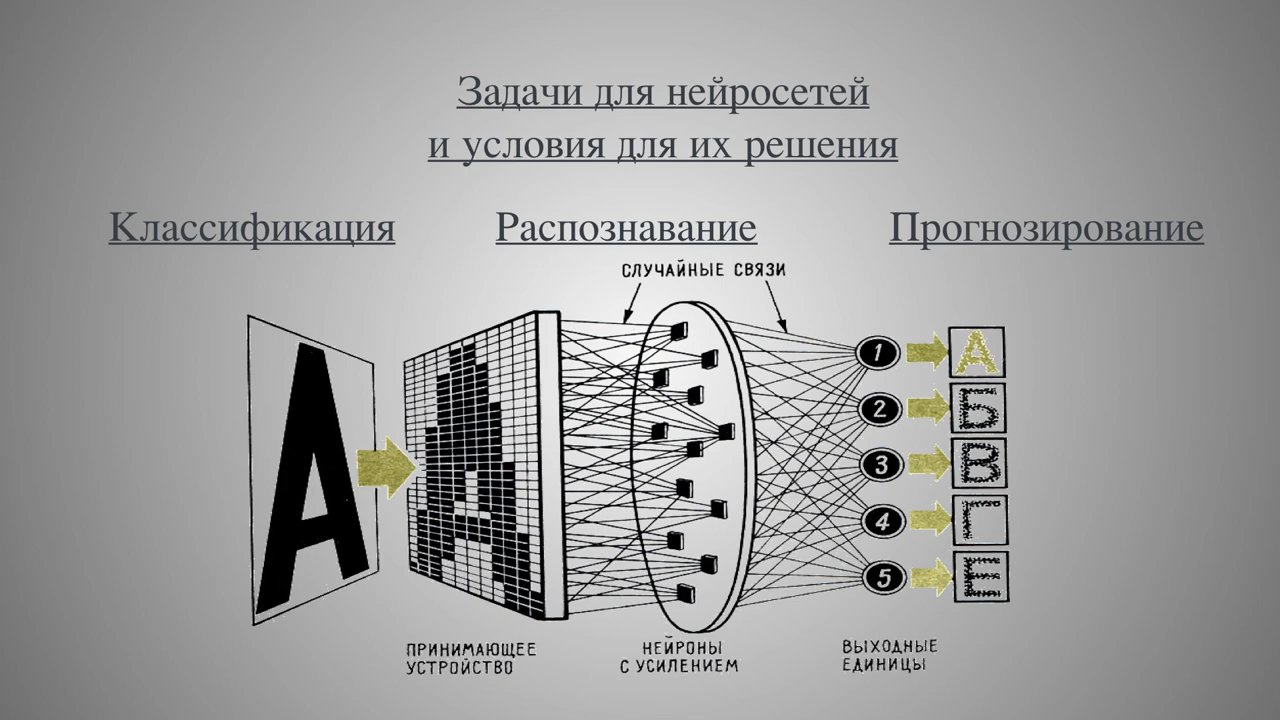 Задачи для нейросетей
и условия для их решения
Классификация
Распознавание
Прогнозирование
СЛУЧАЙНЫЕ СВЯЗИ
А
1
А
2
Б
3
В
4
Г
5
Е
ПРИНИМАЮЩЕЕ
УСТРОЙСТВО
НЕЙРОНЫ
С УСИЛЕНИЕМ
ВЫХОДНЫЕ
ЕДИНИЦЫ